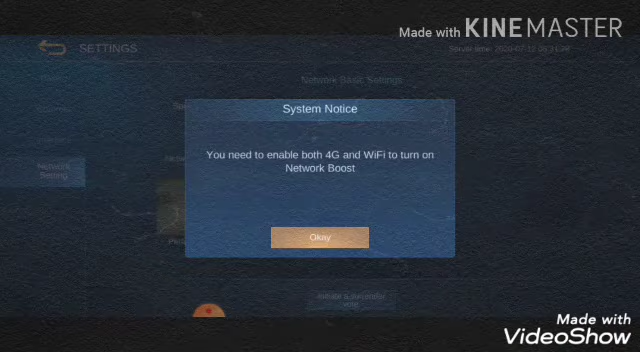 Made with KINEMASTER
SETTINGS
Network Basic Settings
System Notice
You need to enable both 4G and WiFi to turn on
Network Boost
Network
Setting
Okay
Made with
VideoShow